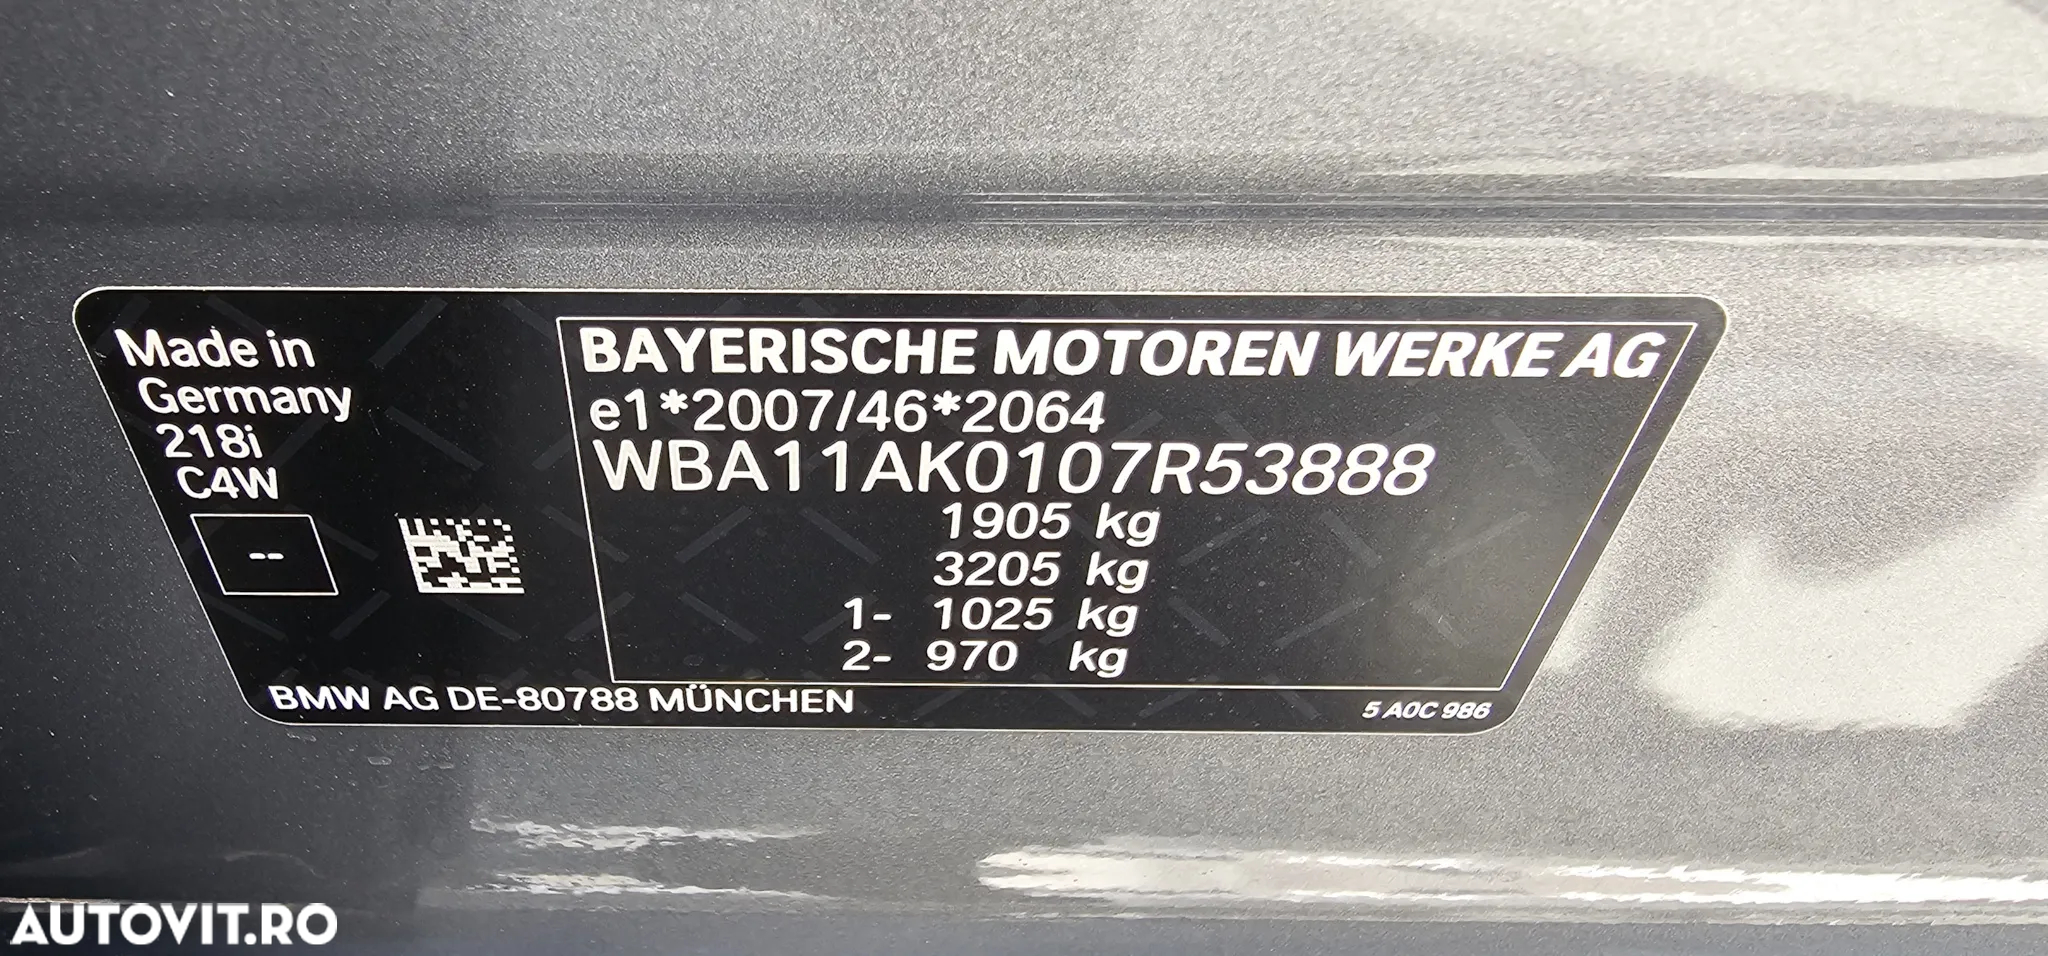 Made in
Germany
218i
C4W
--
BAYERISCHE MOTOREN WERKE AG
e1*2007/46*2064
WBA11AK0107R53888
1905 kg
3205 kg
1- 1025 kg
2- 970 kg
BMW AG DE-80788 MÜNCHEN
5 A0C 986
AUTOVIT.RO